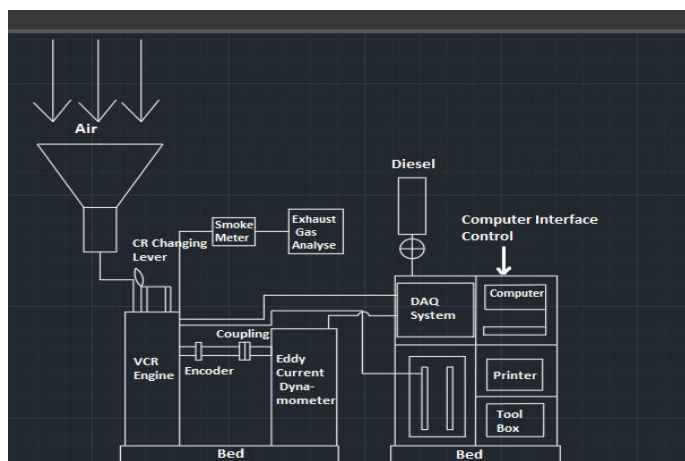 Air
Diesel
Computer Interface
Control
Smoke
Meter
Exhaust
Gas
Analyse
CR Changing
Lever
DAQ
System
Computer
Coupling
VCR
Engine
Encoder
Eddy
Current
Dyna-
mometer
Printer
Tool
Box
Bed
Bed